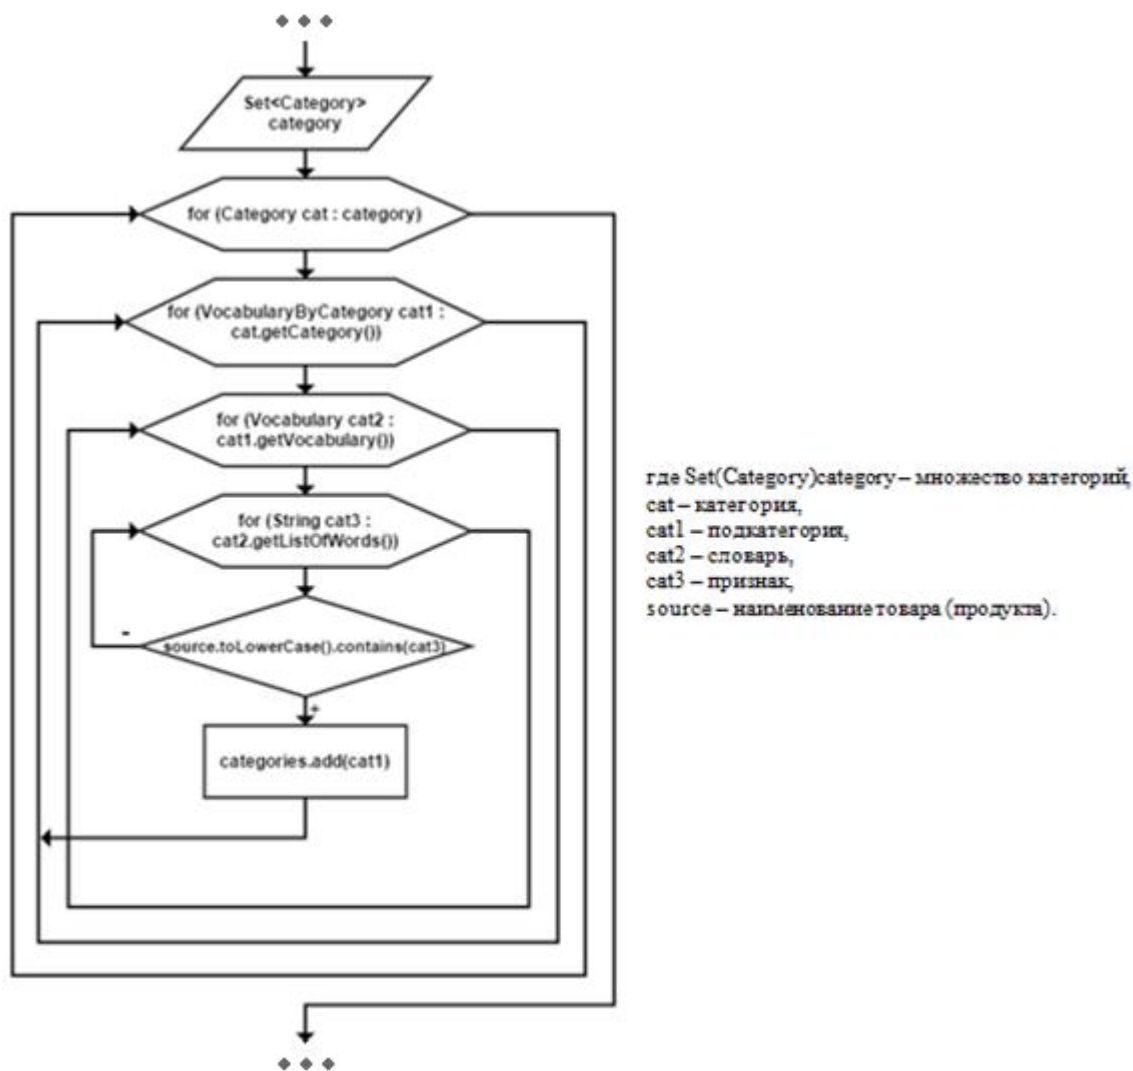 Set<Category>
category
for (Category cat : category)
for (VocabularyByCategory cat1 :
cat.getCategory())
for (Vocabulary cat2 :
cat1.getVocabulary())
for (String cat3 :
cat2.getListOfWords())
-
source.toLowerCase().contains(cat3)
+
categories.add(cat1)
где Set(Category)category – множество категорий,
cat – категория,
cat1 – подкатегория,
cat2 – словарь,
cat3 – признак,
source – наименование товара (продукта).